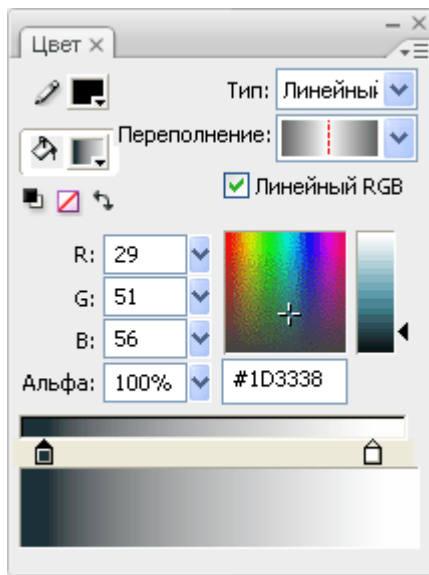 Цвет
Тип: Линейный
Переполнение:
Линейный RGB
R: 29
G: 51
B: 56
Альфа: 100% #1D3338